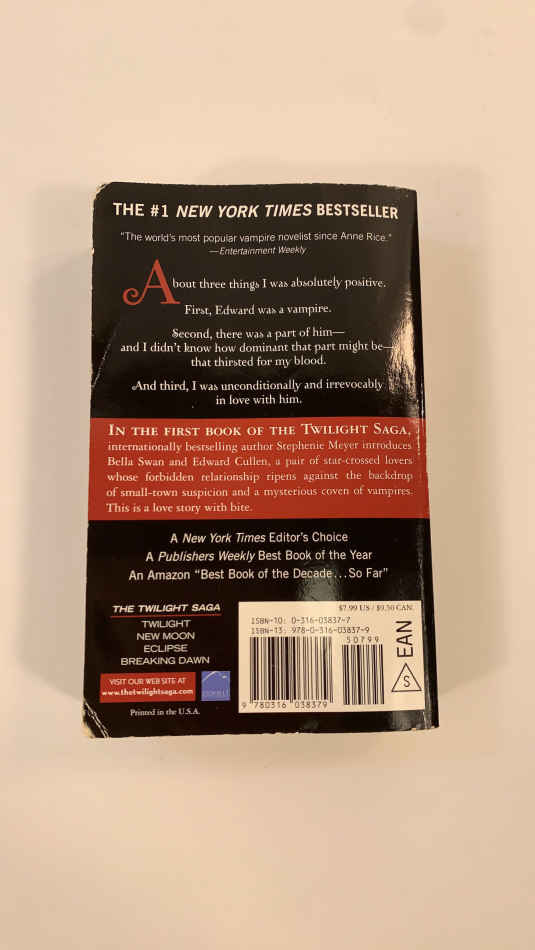 THE #1 NEW YORK TIMES BESTSELLER
"The world's most popular vampire novelist since Anne Rice."
—Entertainment Weekly
About three things I was absolutely positive.
First, Edward was a vampire.
Second, there was a part of him—
and I didn't know how dominant that part might be—
that thirsted for my blood.
And third, I was unconditionally and irrevocably
in love with him.
IN THE FIRST BOOK OF THE TWILIGHT SAGA,
internationally bestselling author Stephenie Meyer introduces
Bella Swan and Edward Cullen, a pair of star-crossed lovers
whose forbidden relationship ripens against the backdrop
of small-town suspicion and a mysterious coven of vampires.
This is a love story with bite.
A New York Times Editor's Choice
A Publishers Weekly Best Book of the Year
An Amazon "Best Book of the Decade...So Far"
THE TWILIGHT SAGA
TWILIGHT
NEW MOON
ECLIPSE
BREAKING DAWN
VISIT OUR WEB SITE AT
www.thetwilightsaga.com
Printed in the U.S.A.
$7.99 US / $9.50 CAN.
ISBN-10: 0-316-03837-7
ISBN-13: 978-0-316-03837-9
50799
9 780316 038379
EAN
S